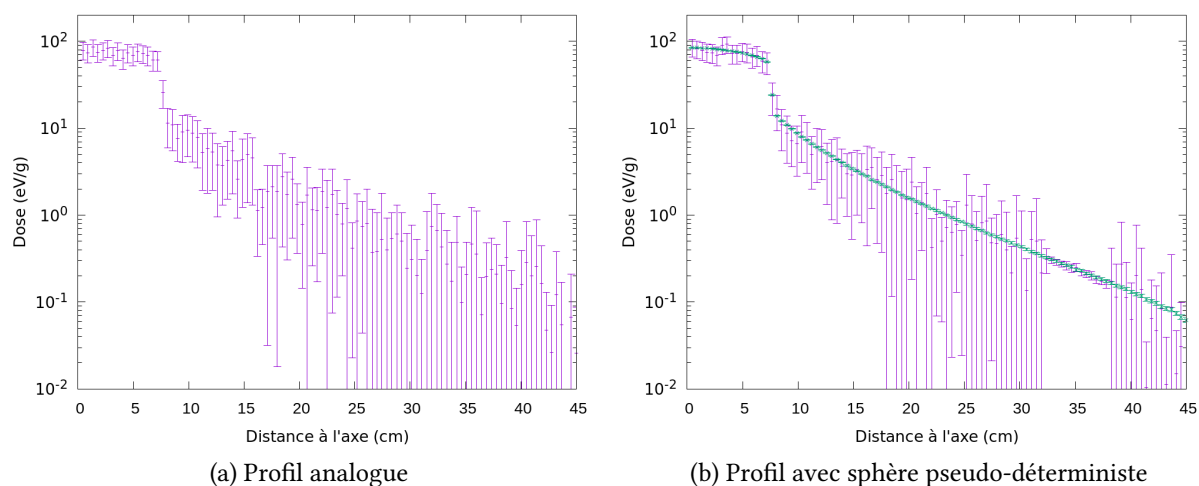 10²
10¹
10⁰
10⁻¹
10⁻²
Dose (eV/g)
0 5 10 15 20 25 30 35 40 45
Distance à l'axe (cm)
(a) Profil analogue
10²
10¹
10⁰
10⁻¹
10⁻²
Dose (eV/g)
0 5 10 15 20 25 30 35 40 45
Distance à l'axe (cm)
(b) Profil avec sphère pseudo-déterministe